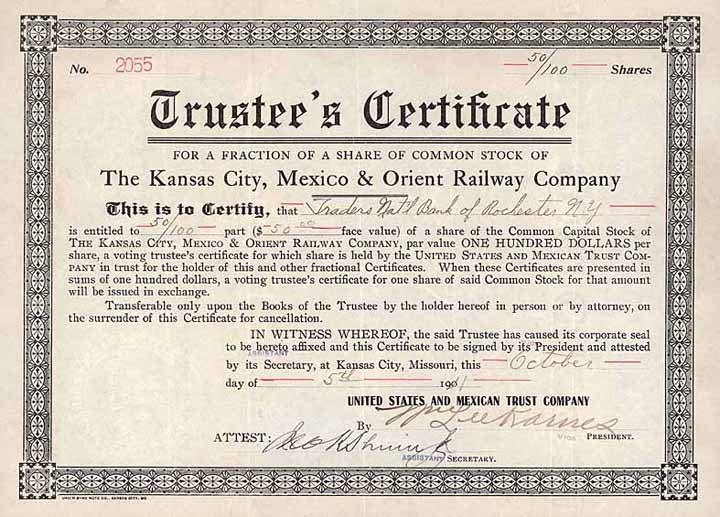 No. 2055 50/100 Shares
Trustee's Certificate
FOR A FRACTION OF A SHARE OF COMMON STOCK OF
The Kansas City, Mexico & Orient Railway Company
This is to Certify, that Traders Nat'l Bank of Rochester N.Y.
is entitled to 50/100 part ($ 50.00 face value) of a share of the Common Capital Stock of
THE KANSAS CITY, MEXICO & ORIENT RAILWAY COMPANY, par value ONE HUNDRED DOLLARS per
share, a voting trustee's certificate for which share is held by the UNITED STATES AND MEXICAN TRUST COM-
PANY in trust for the holder of this and other fractional Certificates. When these Certificates are presented in
sums of one hundred dollars, a voting trustee's certificate for one share of said Common Stock for that amount
will be issued in exchange.
Transferable only upon the Books of the Trustee by the holder hereof in person or by attorney, on
the surrender of this Certificate for cancellation.
IN WITNESS WHEREOF, the said Trustee has caused its corporate seal
to be hereto affixed and this Certificate to be signed by its President and attested
ASSISTANT
by its Secretary, at Kansas City, Missouri, this October
day of 5th 1901
UNITED STATES AND MEXICAN TRUST COMPANY
By Wm Lee Karnes
VICE PRESIDENT.
ATTEST:
ASSISTANT SECRETARY.